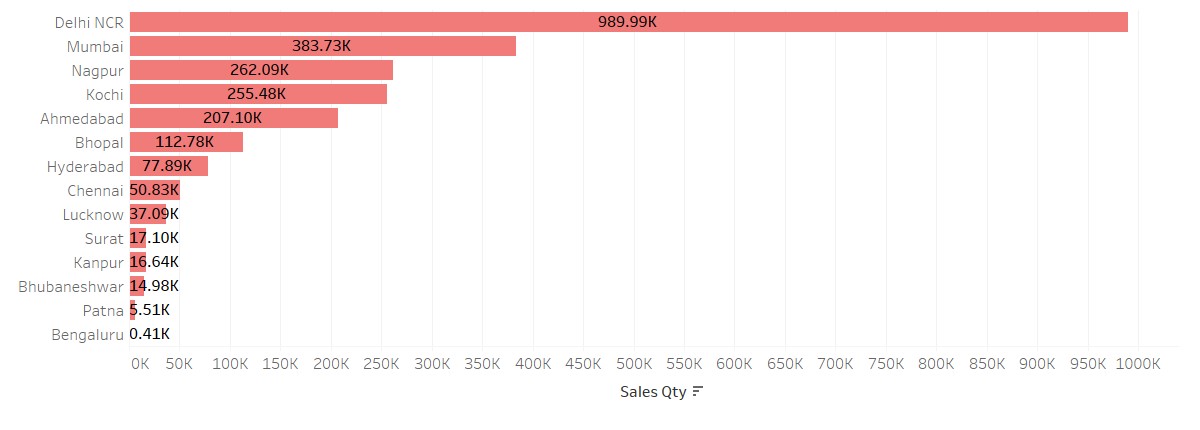 Delhi NCR 989.99K
Mumbai 383.73K
Nagpur 262.09K
Kochi 255.48K
Ahmedabad 207.10K
Bhopal 112.78K
Hyderabad 77.89K
Chennai 50.83K
Lucknow 37.09K
Surat 17.10K
Kanpur 16.64K
Bhubaneshwar 14.98K
Patna 5.51K
Bengaluru 0.41K
0K 50K 100K 150K 200K 250K 300K 350K 400K 450K 500K 550K 600K 650K 700K 750K 800K 850K 900K 950K 1000K
Sales Qty